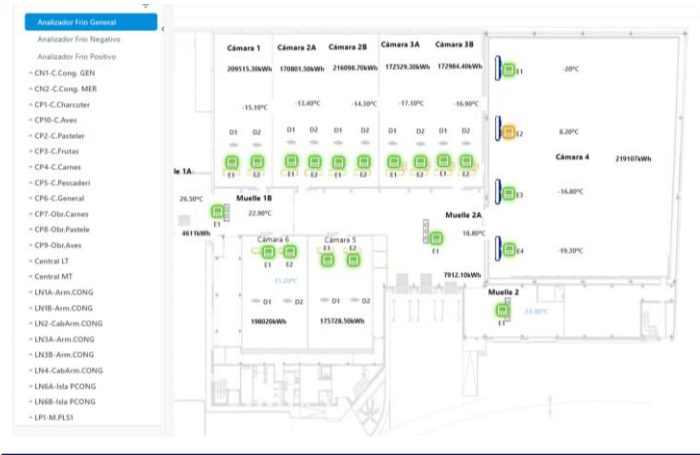 Analizador Frio General
Analizador Frio Negativo
Analizador Frio Positivo
CN1-C.Cong. GEN
CN2-C.Cong. MER
CP1-C.Charcuter
CP10-C.Aves
CP2-C.Pasteler
CP3-C.Frutas
CP4-C.Carnes
CP5-C.Pescaderi
CP6-C.General
CP7-Obr.Carnes
CP8-Obr.Pastele
CP9-Obr.Aves
Central LT
Central MT
LN1A-Arm.CONG
LN1B-Arm.CONG
LN2-CabArm.CONG
LN3A-Arm.CONG
LN3B-Arm.CONG
LN4-CabArm.CONG
LN6A-Isla PCONG
LN6B-Isla PCONG
LP1-M.PLS1
Cámara 1 Cámara 2A Cámara 2B Cámara 3A Cámara 3B
209515.30kWh 170801.50kWh 216098.70kWh 172529.30kWh 172984.40kWh
-15.10ºC -13.40ºC -14.30ºC -17.10ºC -16.90ºC
D1 D2 D1 D2 D1 D2 D1 D2 D1 D2
E1 E2 E1 E2 E1 E2 E1 E2 E1 E2
E1 -20ºC
E2 8.20ºC
Cámara 4 219107kWh
E3 -16.80ºC
E4 -19.30ºC
le 1A
26.50ºC
E1
4611kWh
Muelle 1B
22.90ºC
Muelle 2A
18.80ºC
E1
7912.10kWh
Cámara 6 Cámara 5
E1 E2
E1 E2
15.20ºC
D1 D2 D1 D2
198020kWh 175728.50kWh
Muelle 2
E1
22.80ºC